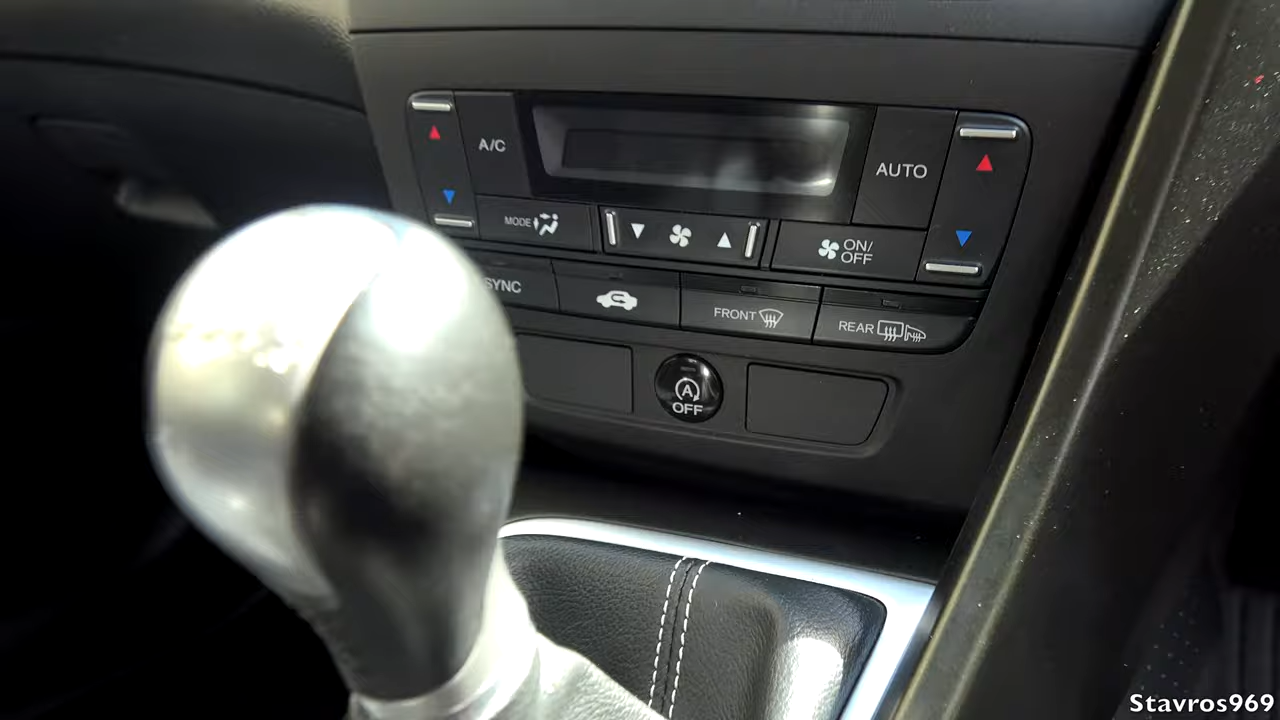 A/C
AUTO
MODE
ON/
OFF
SYNC
FRONT
REAR
A
OFF
Stavros969